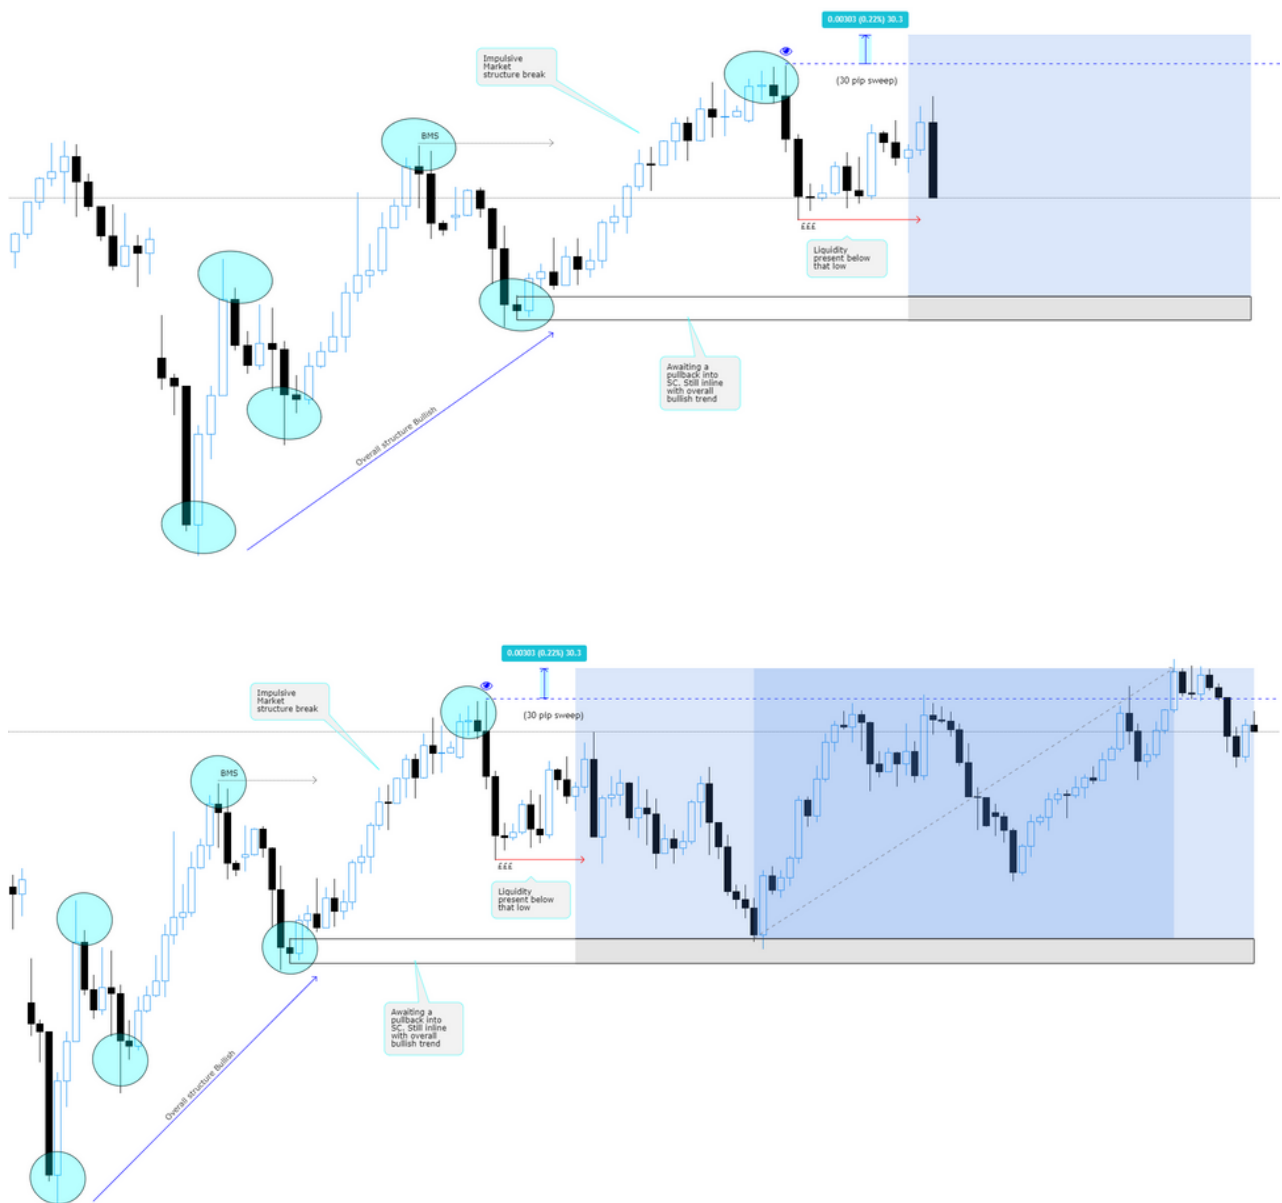 0.00303 (0.22%) 30.3
Impulsive
Market
structure break
(30 pip sweep)
BMS
£££
Liquidity
present below
that low
Awaiting a
pullback into
SC. Still inline
with overall
bullish trend
Overall structure Bullish
0.00303 (0.22%) 30.3
Impulsive
Market
structure break
(30 pip sweep)
BMS
£££
Liquidity
present below
that low
Awaiting a
pullback into
SC. Still inline
with overall
bullish trend
Overall structure Bullish